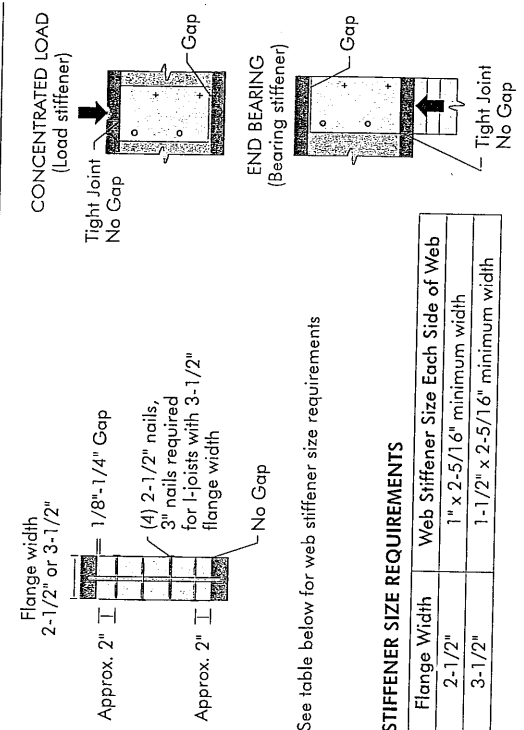 CONCENTRATED LOAD
(Load stiffener)
Tight Joint
No Gap
Gap
END BEARING
(Bearing stiffener)
Gap
Tight Joint
No Gap
Flange width
2-1/2" or 3-1/2"
1/8"-1/4" Gap
Approx. 2"
(4) 2-1/2" nails,
3" nails required
for I-joists with 3-1/2"
flange width
Approx. 2"
No Gap
See table below for web stiffener size requirements
STIFFENER SIZE REQUIREMENTS
Flange Width
Web Stiffener Size Each Side of Web
2-1/2"
1" x 2-5/16" minimum width
3-1/2"
1-1/2" x 2-5/16" minimum width